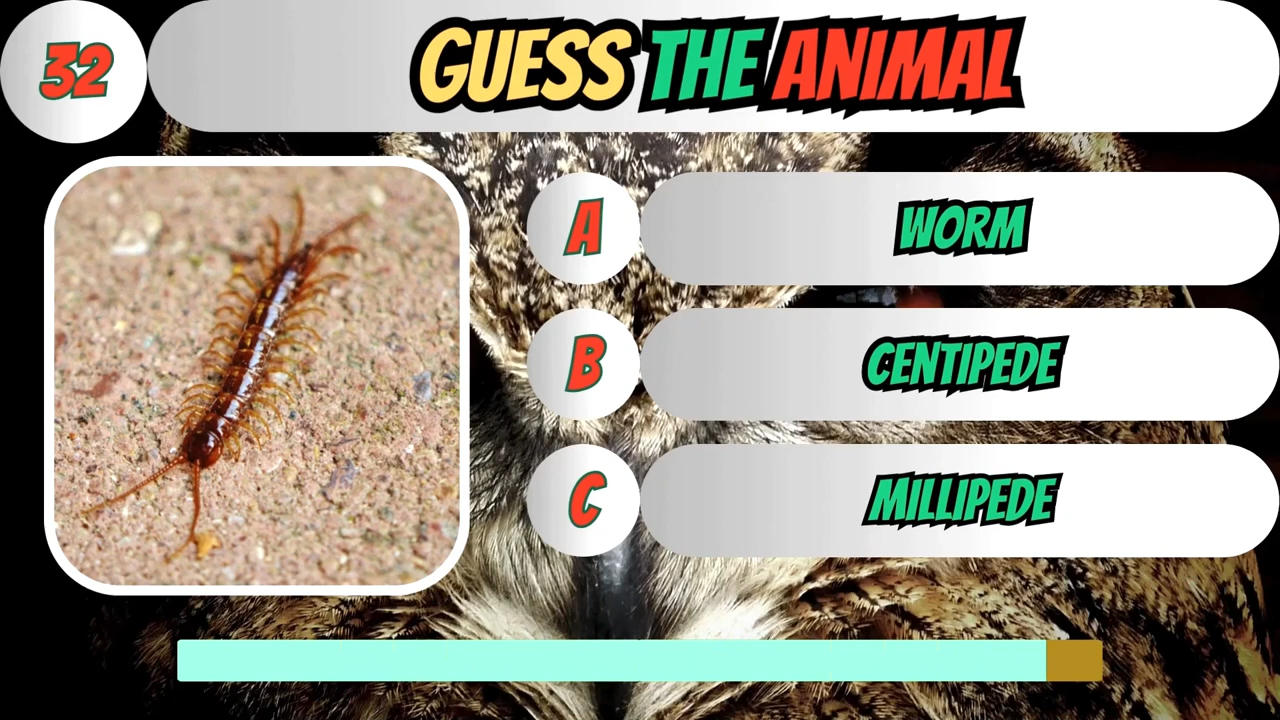 32
GUESS THE ANIMAL
A WORM
B CENTIPEDE
C MILLIPEDE